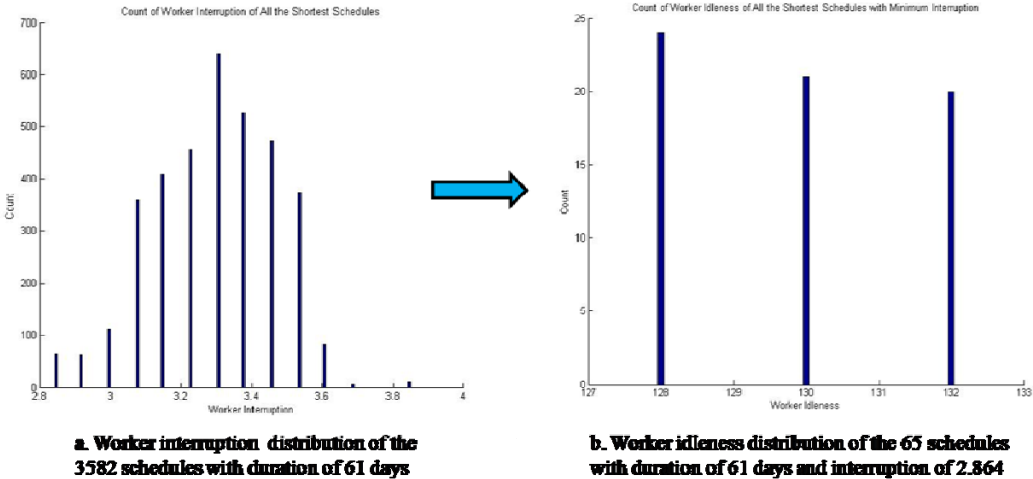 Count of Worker Interruption of All the Shortest Schedules
700
600
500
400
300
200
100
0
Count
2.8
3
3.2
3.4
3.6
3.8
4
Worker Interruption
a. Worker interruption distribution of the
3582 schedules with duration of 61 days
Count of Worker Idleness of All the Shortest Schedules with Minimum Interruption
25
20
15
10
5
0
Count
127
128
129
130
131
132
133
Worker Idleness
b. Worker idleness distribution of the 65 schedules
with duration of 61 days and interruption of 2.864